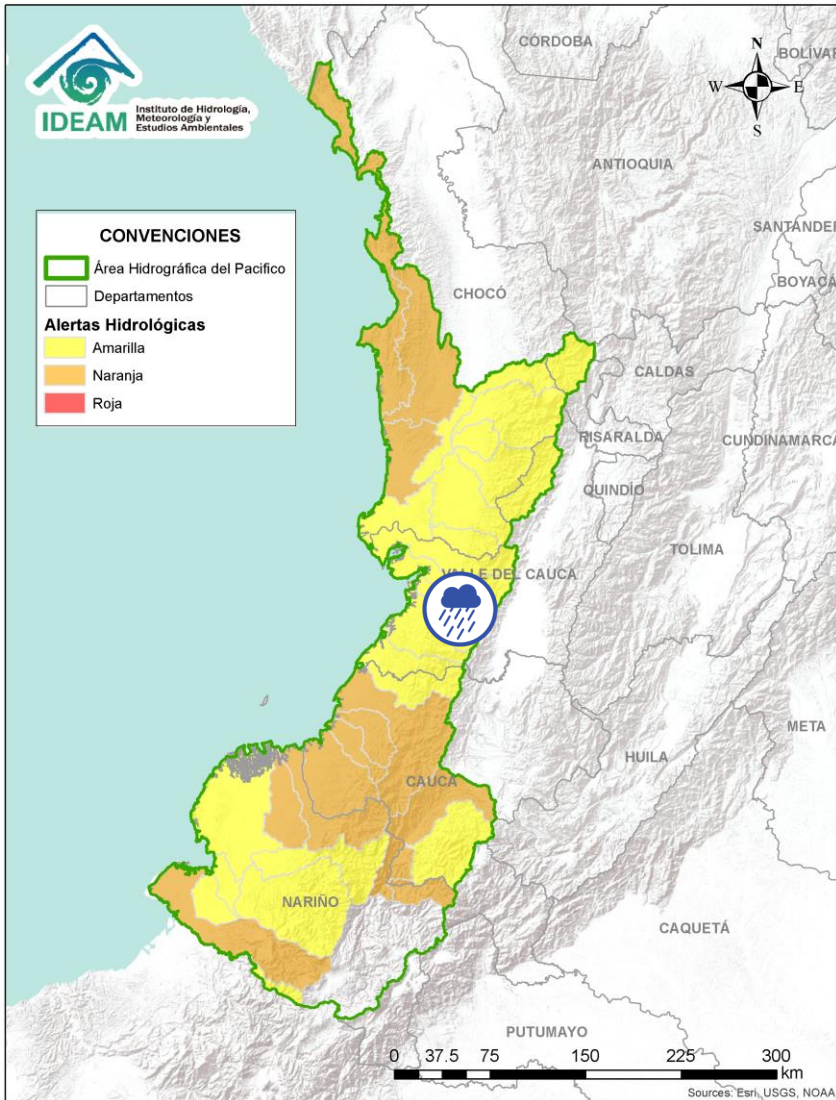 IDEAM
Instituto de Hidrología,
Meteorología y
Estudios Ambientales
CÓRDOBA
BOLÍVAR
N
W
E
S
ANTIOQUIA
SANTANDER
BOYACÁ
CONVENCIONES
Área Hidrográfica del Pacifico
Departamentos
Alertas Hidrológicas
Amarilla
Naranja
Roja
CHOCÓ
CALDAS
RISARALDA
CUNDINAMARCA
QUINDÍO
TOLIMA
VALLE DEL CAUCA
META
HUILA
CAUCA
NARIÑO
CAQUETÁ
PUTUMAYO
0 37.5 75 150 225 300
km
Sources: Esri, USGS, NOAA